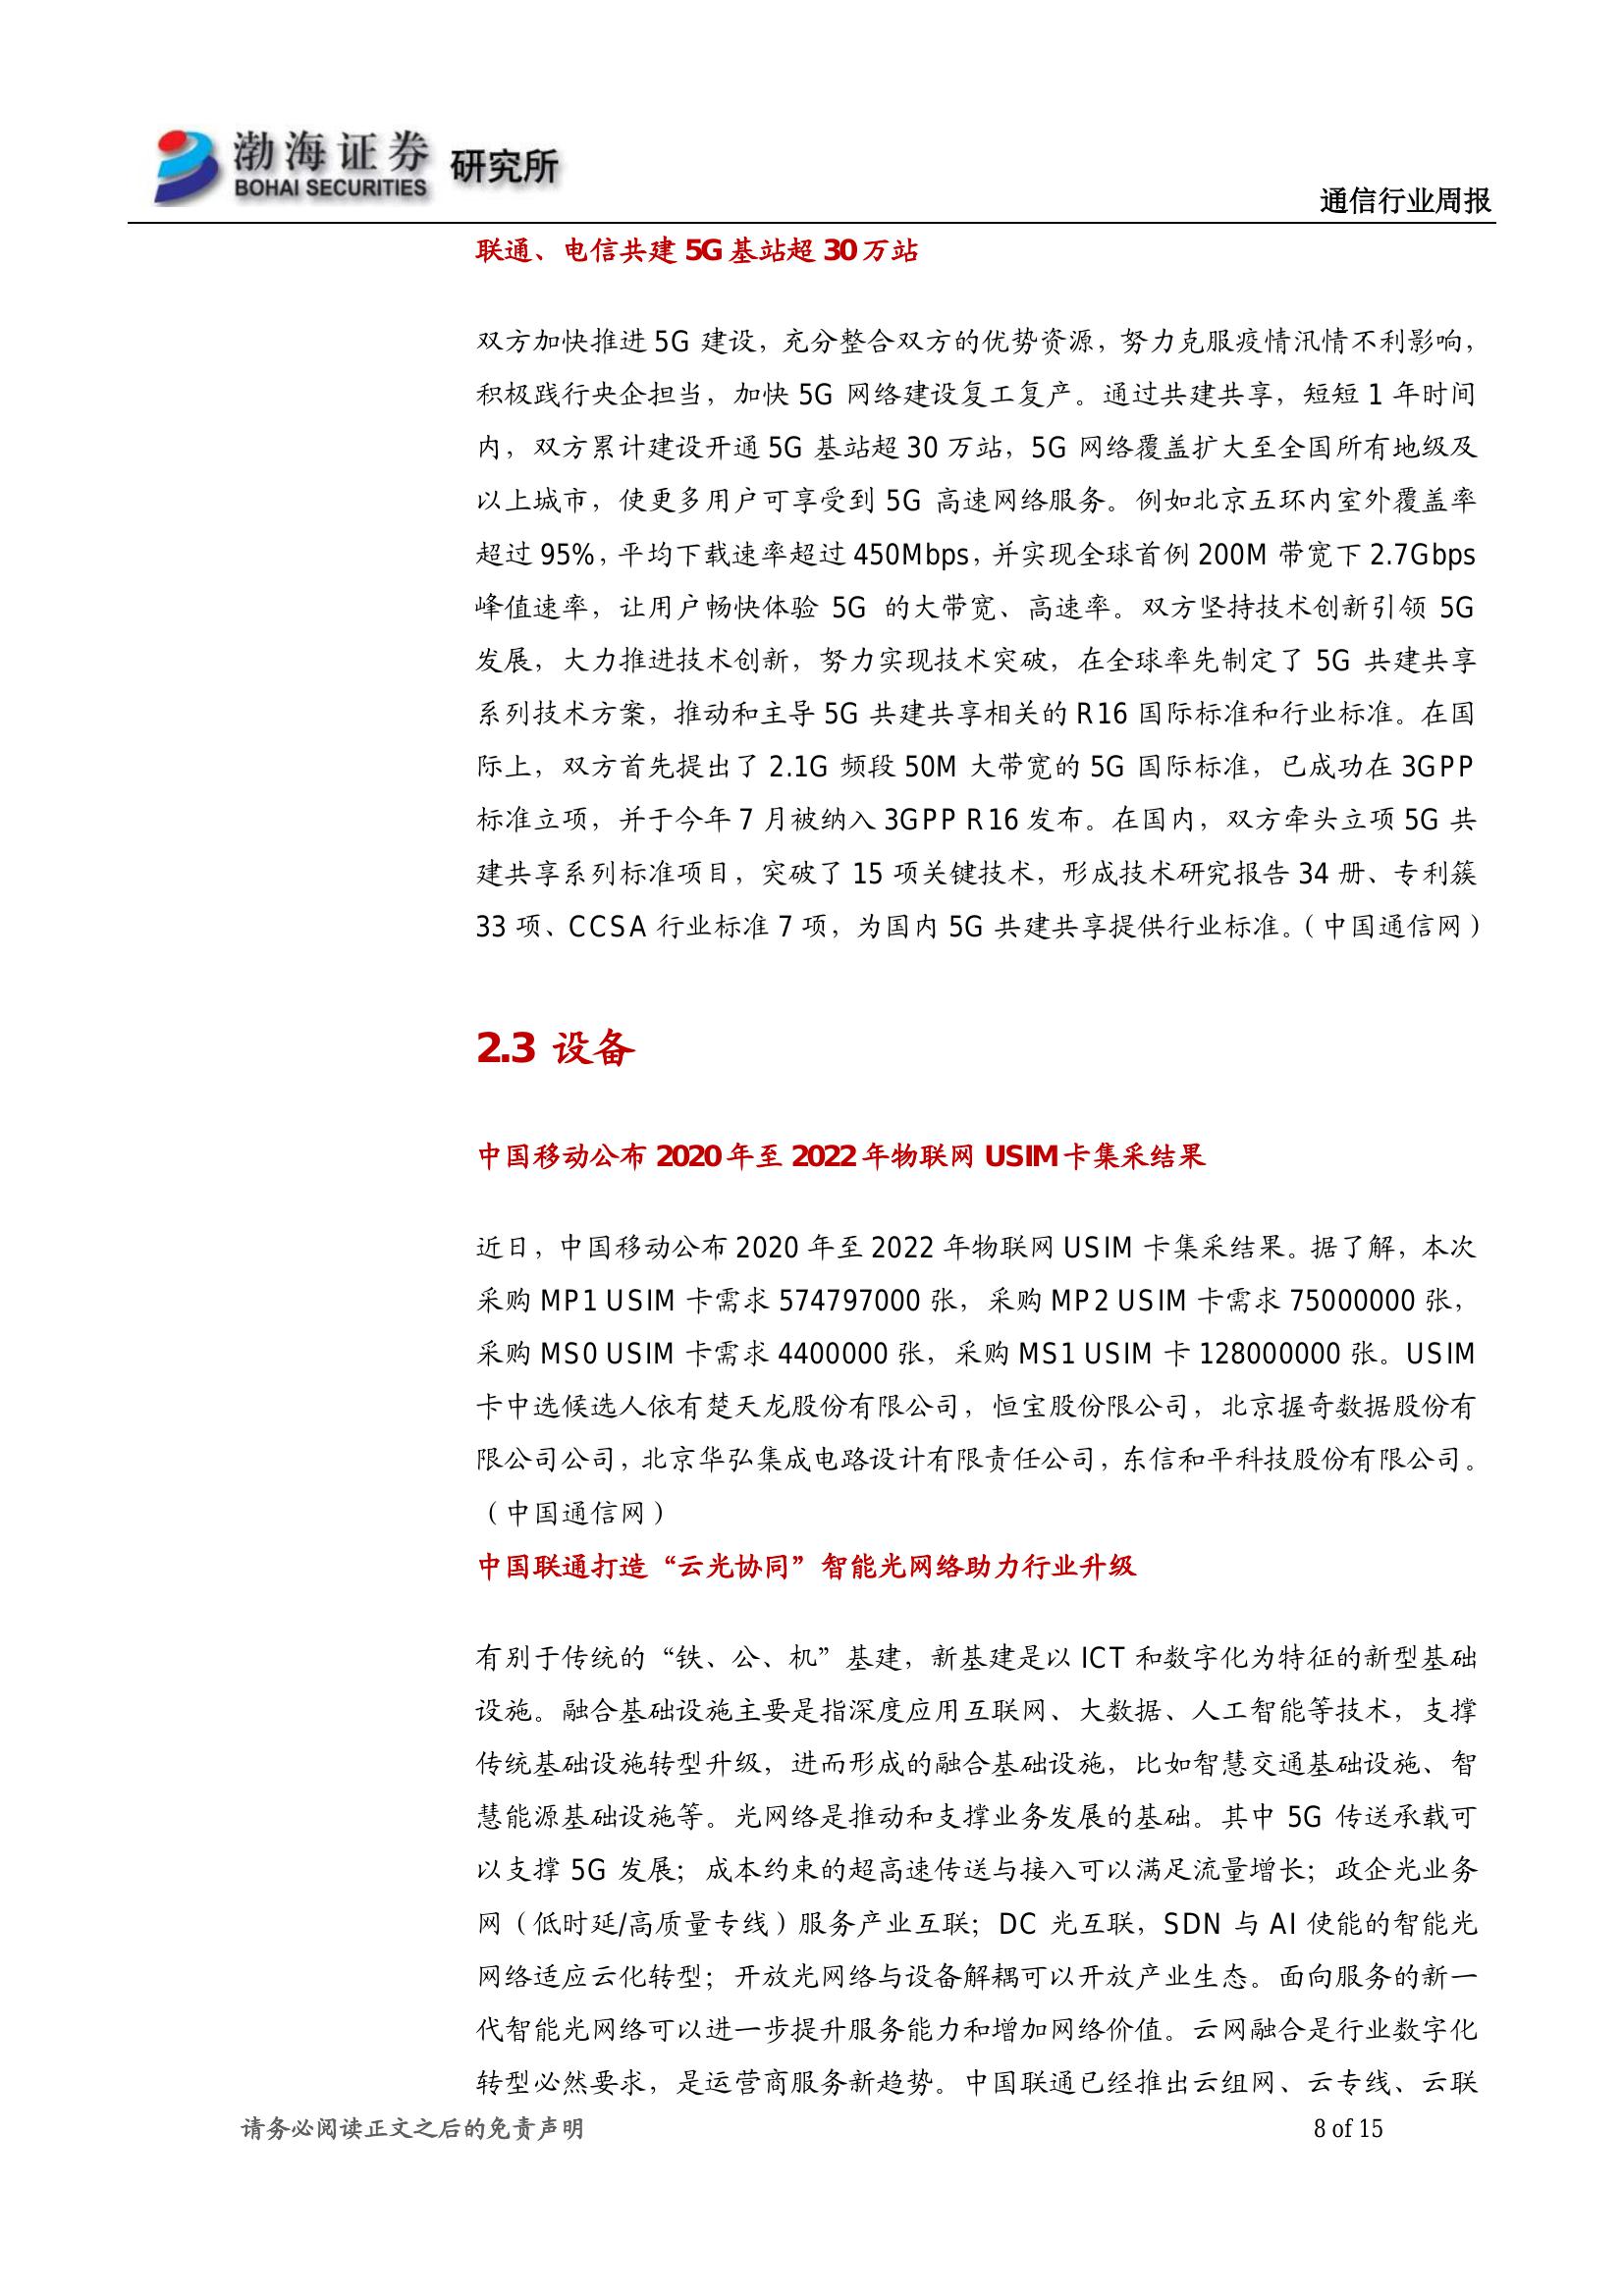 渤海证券 研究所
BOHAI SECURITIES
通信行业周报
联通、电信共建 5G 基站超 30 万站
双方加快推进 5G 建设，充分整合双方的优势资源，努力克服疫情汛情不利影响，
积极践行央企担当，加快 5G 网络建设复工复产。通过共建共享，短短 1 年时间
内，双方累计建设开通 5G 基站超 30 万站，5G 网络覆盖扩大至全国所有地级及
以上城市，使更多用户可享受到 5G 高速网络服务。例如北京五环内室外覆盖率
超过 95%，平均下载速率超过 450Mbps，并实现全球首例 200M 带宽下 2.7Gbps
峰值速率，让用户畅快体验 5G 的大带宽、高速率。双方坚持技术创新引领 5G
发展，大力推进技术创新，努力实现技术突破，在全球率先制定了 5G 共建共享
系列技术方案，推动和主导 5G 共建共享相关的 R16 国际标准和行业标准。在国
际上，双方首先提出了 2.1G 频段 50M 大带宽的 5G 国际标准，已成功在 3GPP
标准立项，并于今年 7 月被纳入 3GPP R16 发布。在国内，双方牵头立项 5G 共
建共享系列标准项目，突破了 15 项关键技术，形成技术研究报告 34 册、专利簇
33 项、CCSA 行业标准 7 项，为国内 5G 共建共享提供行业标准。（中国通信网）
2.3 设备
中国移动公布 2020 年至 2022 年物联网 USIM 卡集采结果
近日，中国移动公布 2020 年至 2022 年物联网 USIM 卡集采结果。据了解，本次
采购 MP1 USIM 卡需求 574797000 张，采购 MP2 USIM 卡需求 75000000 张，
采购 MS0 USIM 卡需求 4400000 张，采购 MS1 USIM 卡 128000000 张。USIM
卡中选候选人依有楚天龙股份有限公司，恒宝股份限公司，北京握奇数据股份有
限公司公司，北京华弘集成电路设计有限责任公司，东信和平科技股份有限公司。
（中国通信网）
中国联通打造“云光协同”智能光网络助力行业升级
有别于传统的“铁、公、机”基建，新基建是以 ICT 和数字化为特征的新型基础
设施。融合基础设施主要是指深度应用互联网、大数据、人工智能等技术，支撑
传统基础设施转型升级，进而形成的融合基础设施，比如智慧交通基础设施、智
慧能源基础设施等。光网络是推动和支撑业务发展的基础。其中 5G 传送承载可
以支撑 5G 发展；成本约束的超高速传送与接入可以满足流量增长；政企光业务
网（低时延/高质量专线）服务产业互联；DC 光互联，SDN 与 AI 使能的智能光
网络适应云化转型；开放光网络与设备解耦可以开放产业生态。面向服务的新一
代智能光网络可以进一步提升服务能力和增加网络价值。云网融合是行业数字化
转型必然要求，是运营商服务新趋势。中国联通已经推出云组网、云专线、云联
请务必阅读正文之后的免责声明
8 of 15